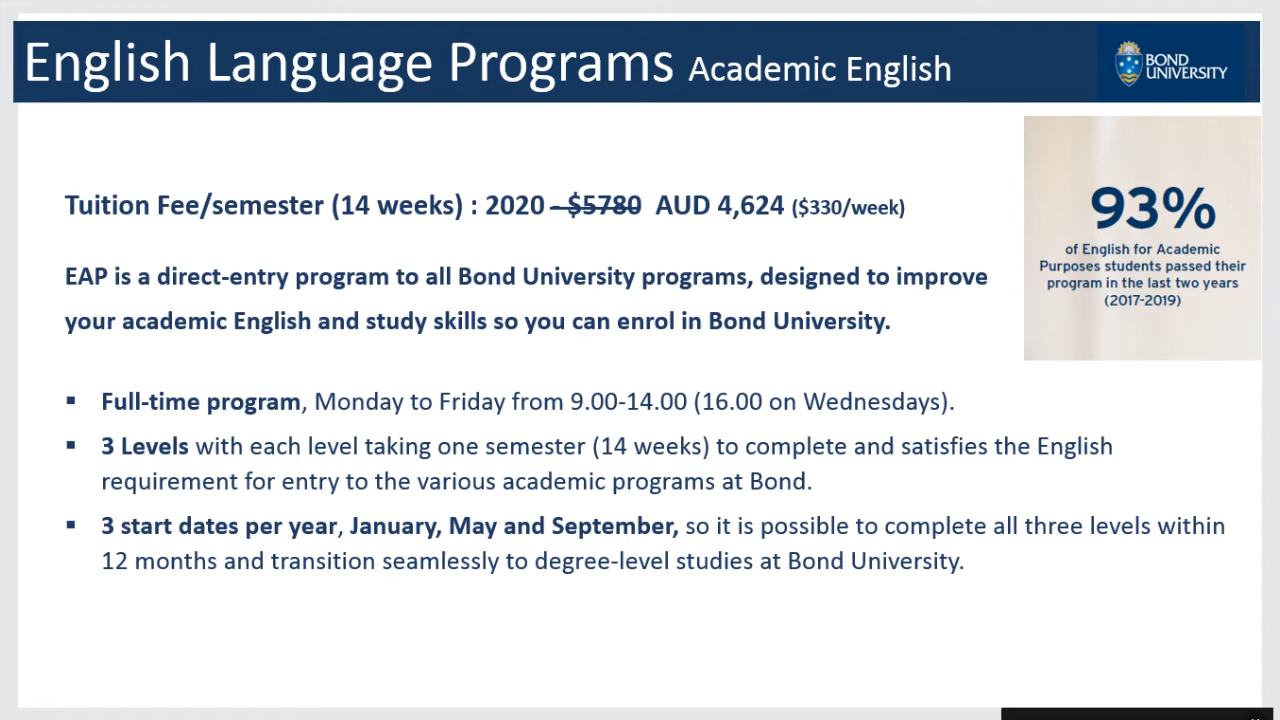 English Language Programs Academic English
BOND
UNIVERSITY
Tuition Fee/semester (14 weeks) : 2020 - $5780 AUD 4,624 ($330/week)
93%
of English for Academic
Purposes students passed their
program in the last two years
(2017-2019)
EAP is a direct-entry program to all Bond University programs, designed to improve
your academic English and study skills so you can enrol in Bond University.
▪ Full-time program, Monday to Friday from 9.00-14.00 (16.00 on Wednesdays).
▪ 3 Levels with each level taking one semester (14 weeks) to complete and satisfies the English
requirement for entry to the various academic programs at Bond.
▪ 3 start dates per year, January, May and September, so it is possible to complete all three levels within
12 months and transition seamlessly to degree-level studies at Bond University.